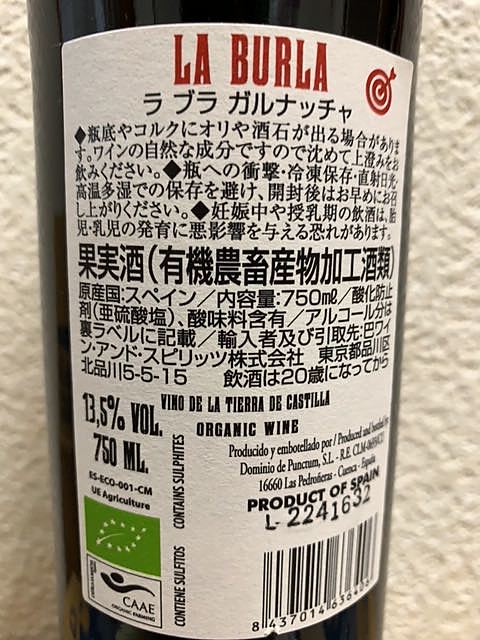 LA BURLA
ラ ブラ ガルナッチャ
◆瓶底やコルクにオリや酒石が出る場合がありま
す。ワインの自然な成分ですので沈めて上澄みをお
飲みください。◆瓶への衝撃・冷凍保存・直射日光・
高温多湿での保存を避け、開封後はお早めにお召
し上がりください。◆妊娠中や授乳期の飲酒は、胎
児・乳児の発育に悪影響を与える恐れがあります。
果実酒(有機農畜産物加工酒類)
原産国:スペイン/内容量:750㎖/酸化防止
剤(亜硫酸塩)、酸味料含有/アルコール分は
裏ラベルに記載/輸入者及び引取先:巴ワイ
ン・アンド・スピリッツ株式会社 東京都品川区
北品川5-5-15 飲酒は20歳になってから
13,5% VOL.
750 ML.
ES-ECO-001-CM
UE Agriculture
CAAE
ORGANIC FARMING
CONTIENE SULFITOS
CONTAINS SULPHITES
VINO DE LA TIERRA DE CASTILLA
ORGANIC WINE
Producido y embotellado por / Produced and bottled by:
Dominio de Punctum, S.L. - R.E. CLM-
16660 Las Pedroñeras - Cuenca - España
PRODUCT OF SPAIN
L-2241632
8 437014 636